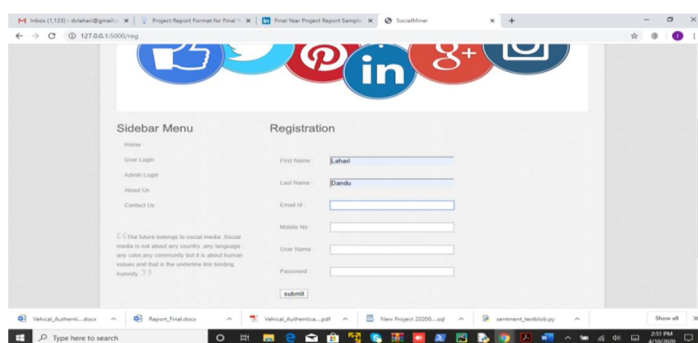 Inbox (1,123) - drlahari@gmail.c
Project Report Format for Final Y
Final Year Project Report Sample
SocialMiner
127.0.0.1:5000/reg
in
g+
Sidebar Menu
Home
User Login
Admin Login
About Us
Contact Us
The future belongs to social media .Social
media is not about any country ,any language ,
any color,any community but it is about human
values and that is the underline link binding
Registration
First Name :
Lahari
Last Name :
Dandu
Email Id :
Mobile No :
User Name :
Password :
submit
Vehical_Authenti....docx
Report_Final.docx
Vehical_Authentica....pdf
New Project 20200....sql
sentment_textblob.py
Show all
Type here to search
2:51 PM
4/10/2020